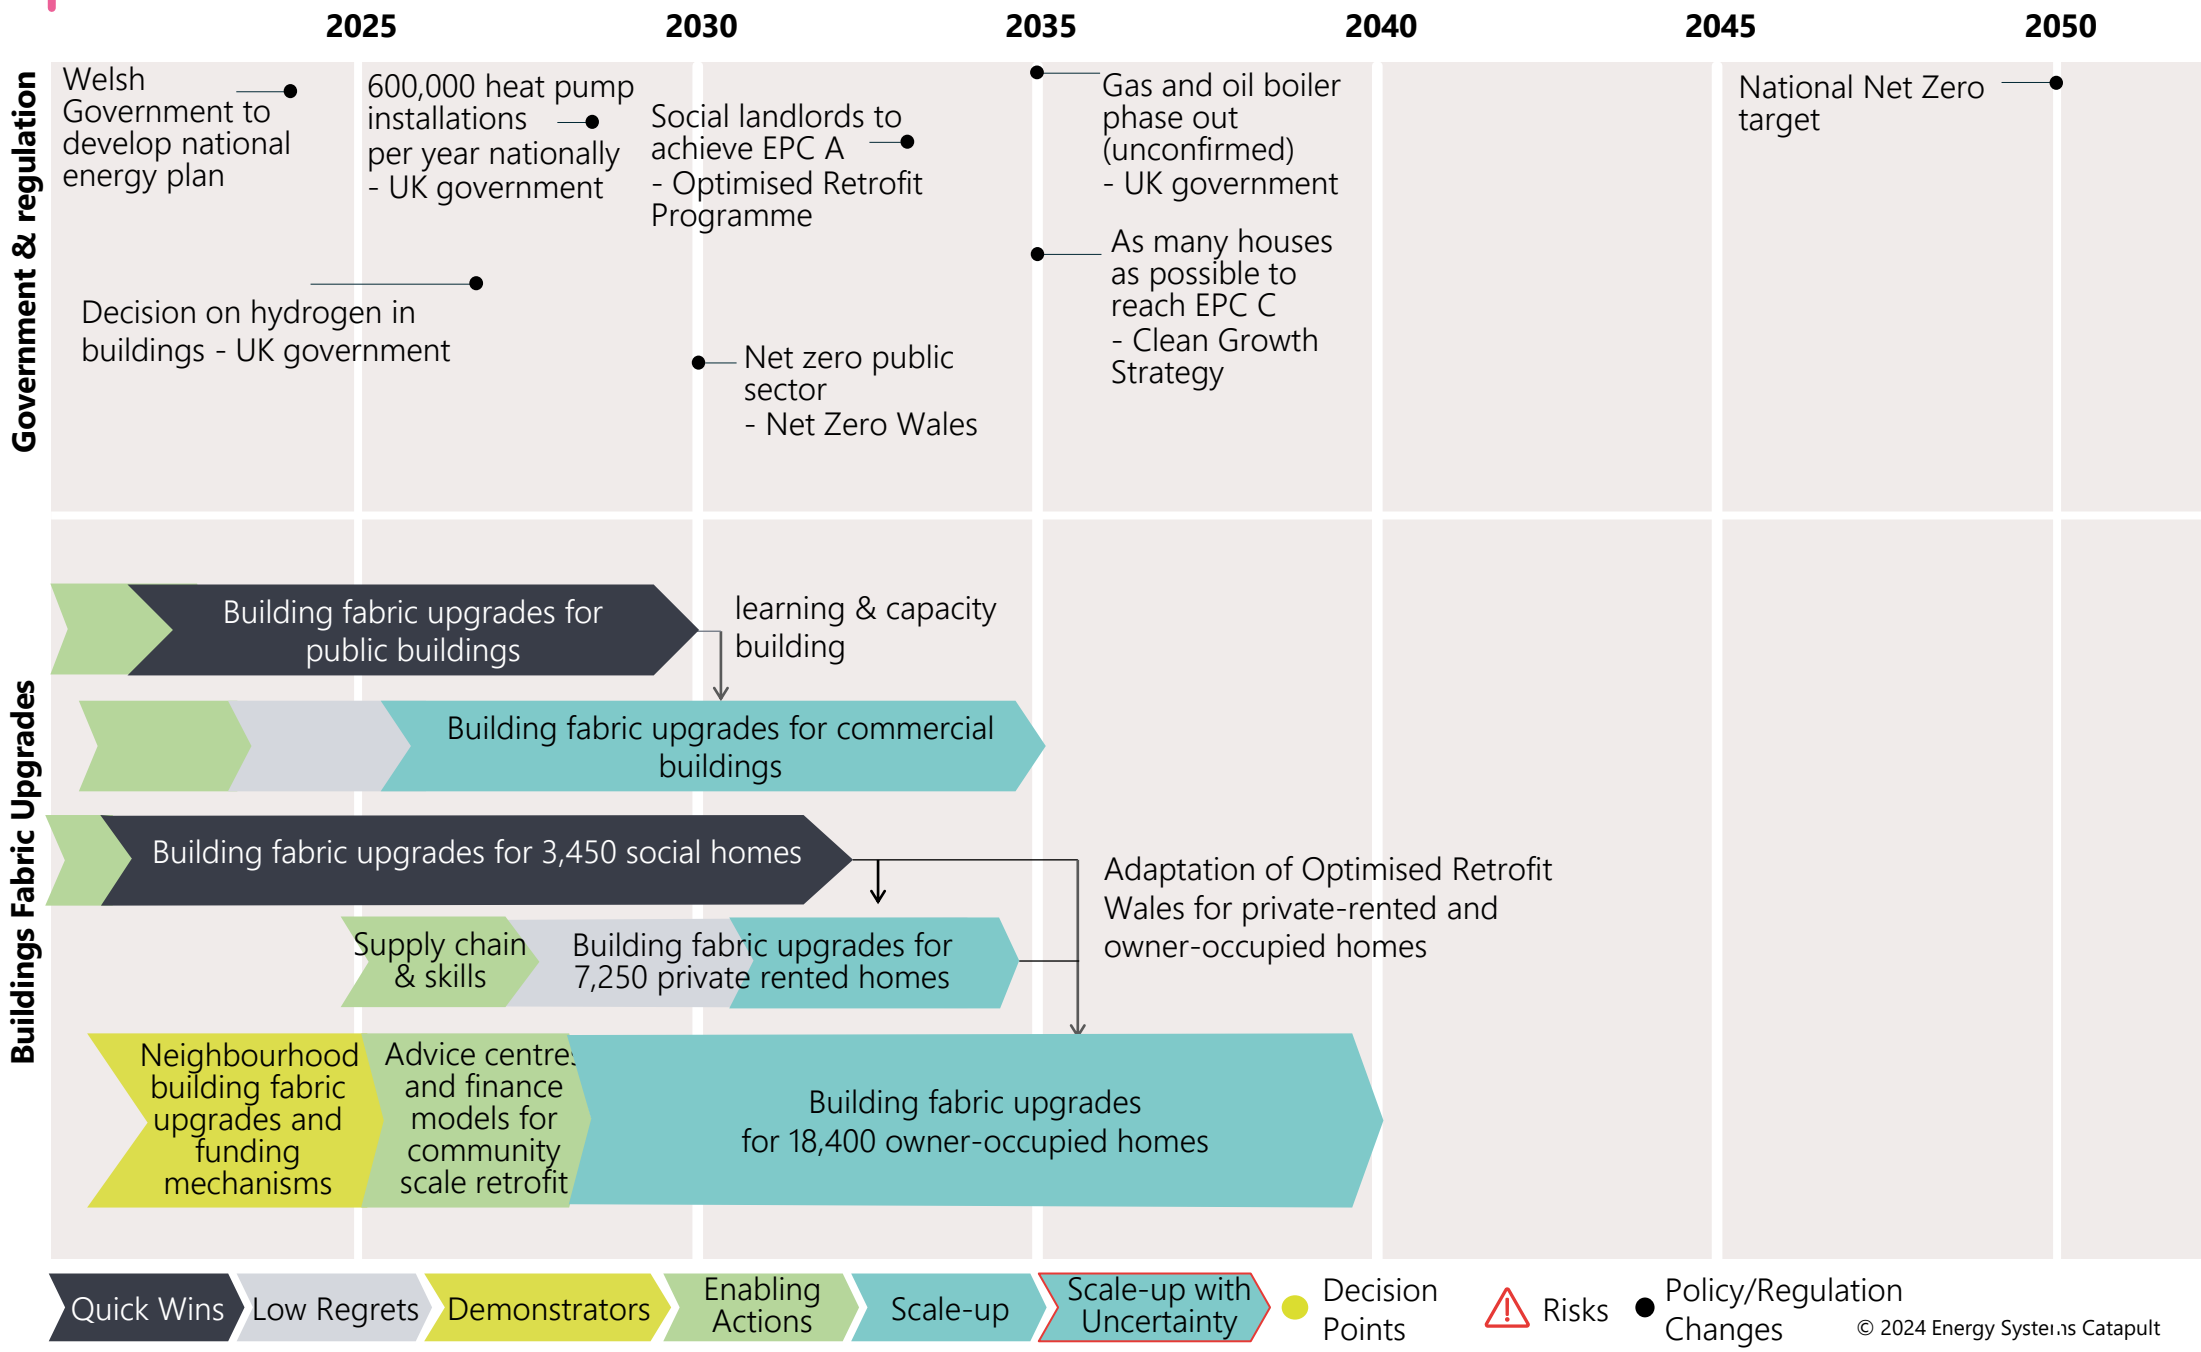 2025
2030
2035
2040
2045
2050
Government & regulation
Welsh
Government to
develop national
energy plan
600,000 heat pump
installations
per year nationally
- UK government
Social landlords to
achieve EPC A
- Optimised Retrofit
Programme
Gas and oil boiler
phase out
(unconfirmed)
- UK government
National Net Zero
target
Decision on hydrogen in
buildings - UK government
As many houses
as possible to
reach EPC C
- Clean Growth
Strategy
Net zero public
sector
- Net Zero Wales
Buildings Fabric Upgrades
Building fabric upgrades for
public buildings
learning & capacity
building
Building fabric upgrades for commercial
buildings
Building fabric upgrades for 3,450 social homes
Adaptation of Optimised Retrofit
Wales for private-rented and
owner-occupied homes
Supply chain
& skills
Building fabric upgrades for
7,250 private rented homes
Neighbourhood
building fabric
upgrades and
funding
mechanisms
Advice centres
and finance
models for
community
scale retrofit
Building fabric upgrades
for 18,400 owner-occupied homes
Quick Wins
Low Regrets
Demonstrators
Enabling
Actions
Scale-up
Scale-up with
Uncertainty
Decision
Points
Risks
Policy/Regulation
Changes
© 2024 Energy Systems Catapult